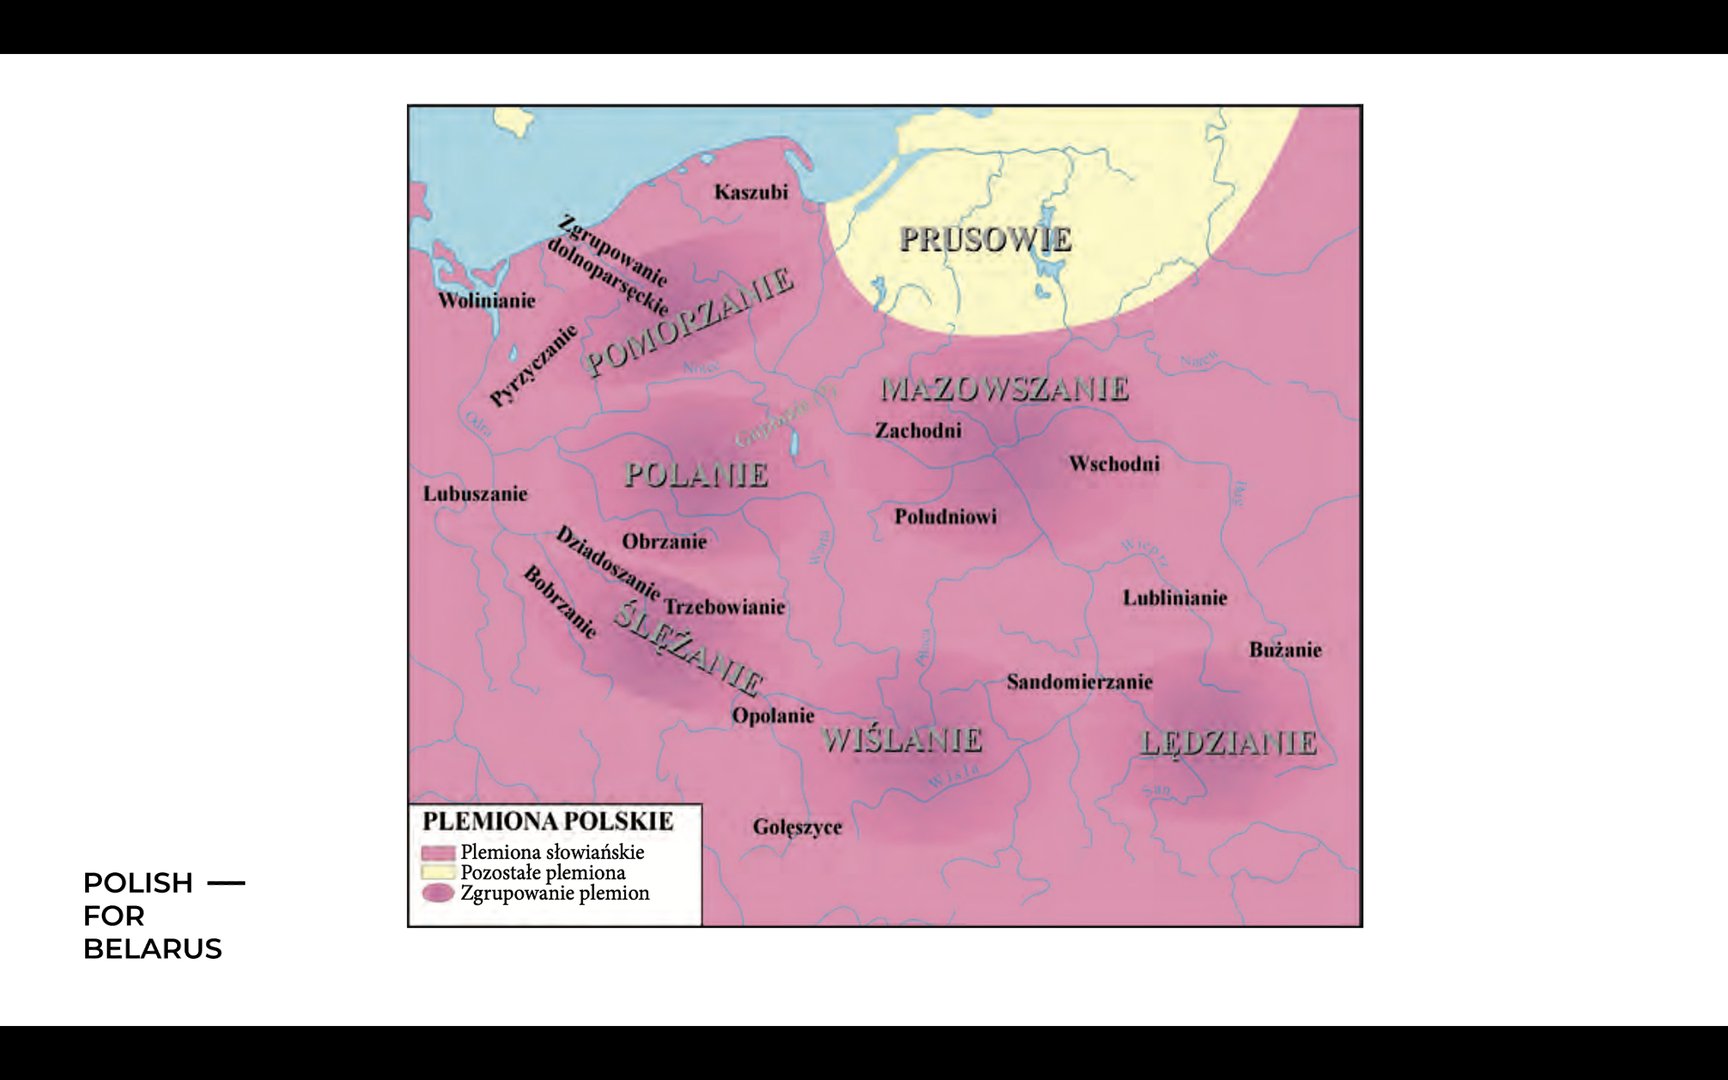 Kaszubi
Zgrupowanie
dolnoparsęckie
PRUSOWIE
Wolinianie
POMORZANIE
Pyrzyczanie
Noteć
Narew
MAZOWSZANIE
Goplanie (?)
Odra
Zachodni
Wschodni
POLANIE
Lubuszanie
Bug
Południowi
Obrzanie
Warta
Wieprz
Dziadoszanie
Bobrzanie
Trzebowianie
Lublinianie
ŚLĘŻANIE
Pilica
Bużanie
Sandomierzanie
Opolanie
WIŚLANIE
LĘDZIANIE
Wisła
San
Golęszyce
PLEMIONA POLSKIE
Plemiona słowiańskie
Pozostałe plemiona
Zgrupowanie plemion
POLISH —
FOR
BELARUS